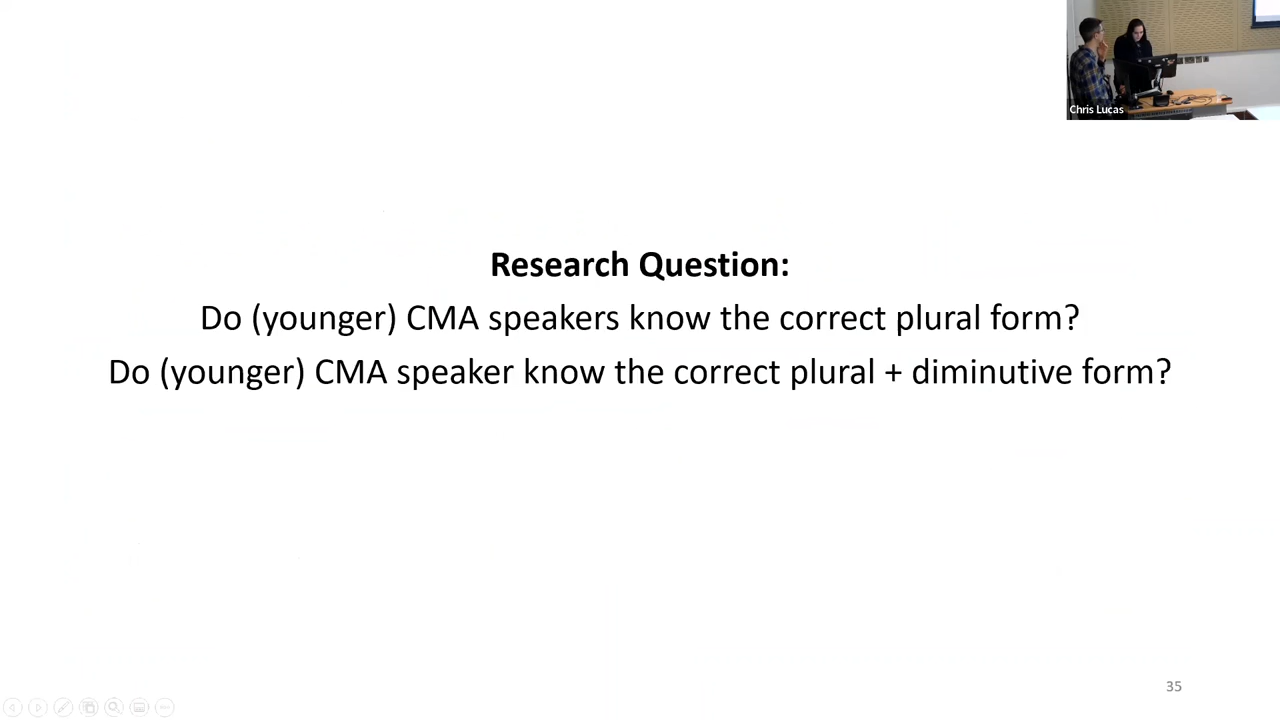 Chris Lucas
Research Question:
Do (younger) CMA speakers know the correct plural form?
Do (younger) CMA speaker know the correct plural + diminutive form?
35